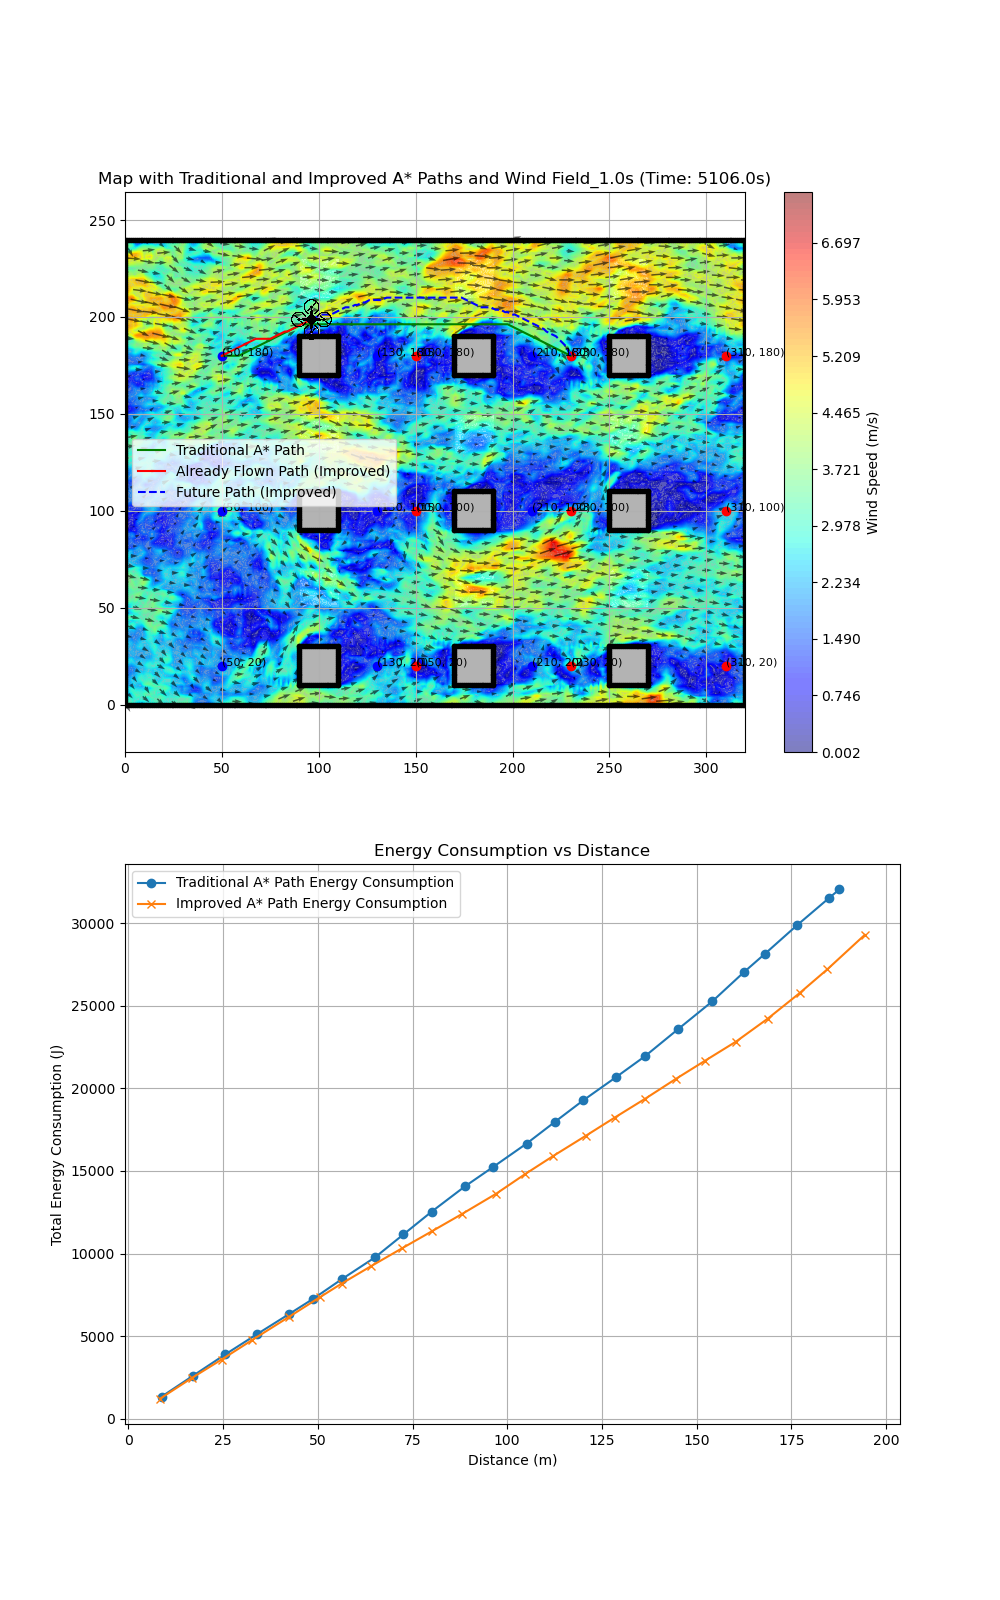 Map with Traditional and Improved A* Paths and Wind Field_1.0s (Time: 5106.0s)
250
200
150
100
50
0
0 50 100 150 200 250 300
(50, 180)
(310, 180)
(310, 100)
(50, 20)
(310, 20)
Traditional A* Path
Already Flown Path (Improved)
Future Path (Improved)
6.697
5.953
5.209
4.465
3.721
2.978
2.234
1.490
0.746
0.002
Wind Speed (m/s)
Energy Consumption vs Distance
Traditional A* Path Energy Consumption
Improved A* Path Energy Consumption
30000
25000
20000
15000
10000
5000
0
Total Energy Consumption (J)
0 25 50 75 100 125 150 175 200
Distance (m)